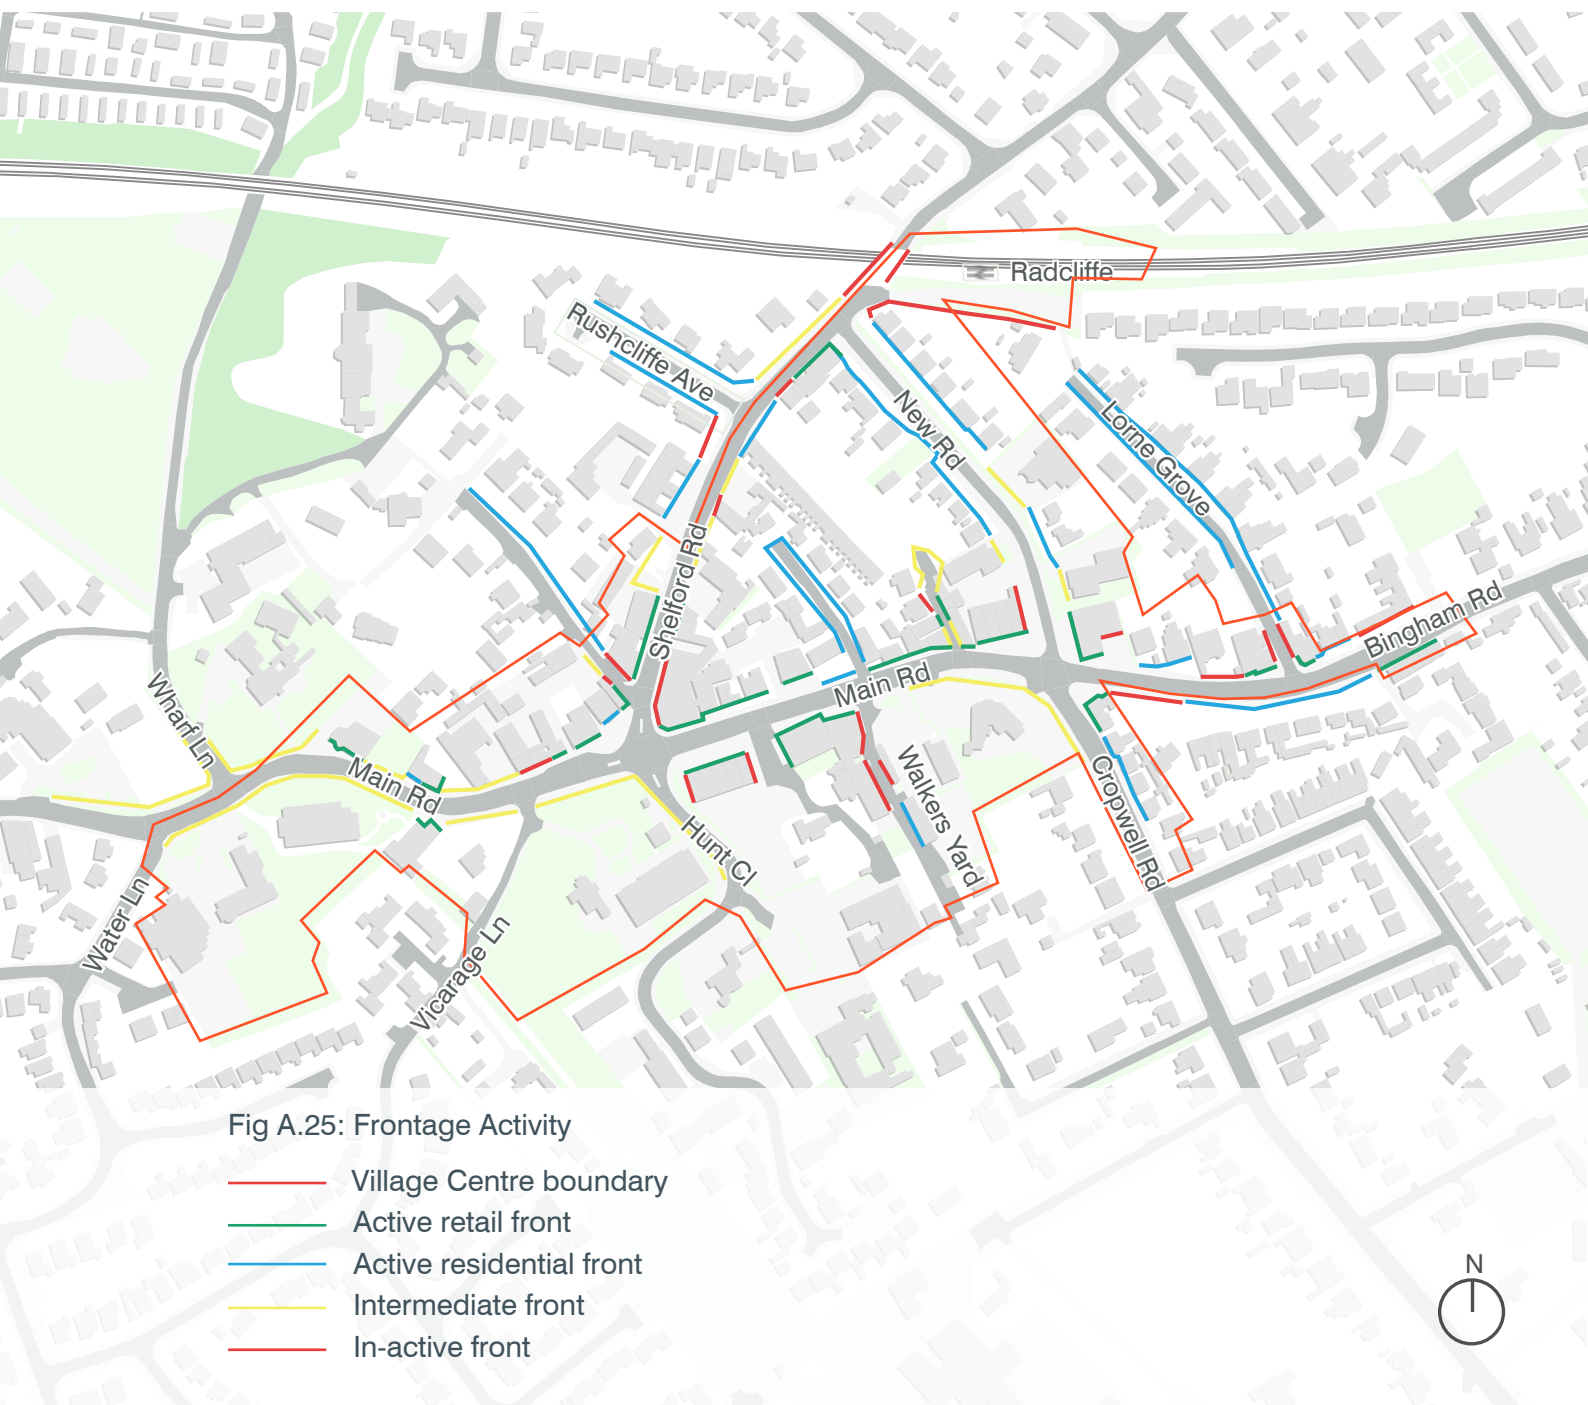 Radcliffe
Rushcliffe Ave
New Rd
Lorne Grove
Shelford Rd
Bingham Rd
Main Rd
Wharf Ln
Main Rd
Walkers Yard
Cropwell Rd
Hunt Cl
Water Ln
Vicarage Ln
Fig A.25: Frontage Activity
Village Centre boundary
Active retail front
Active residential front
Intermediate front
In-active front
N